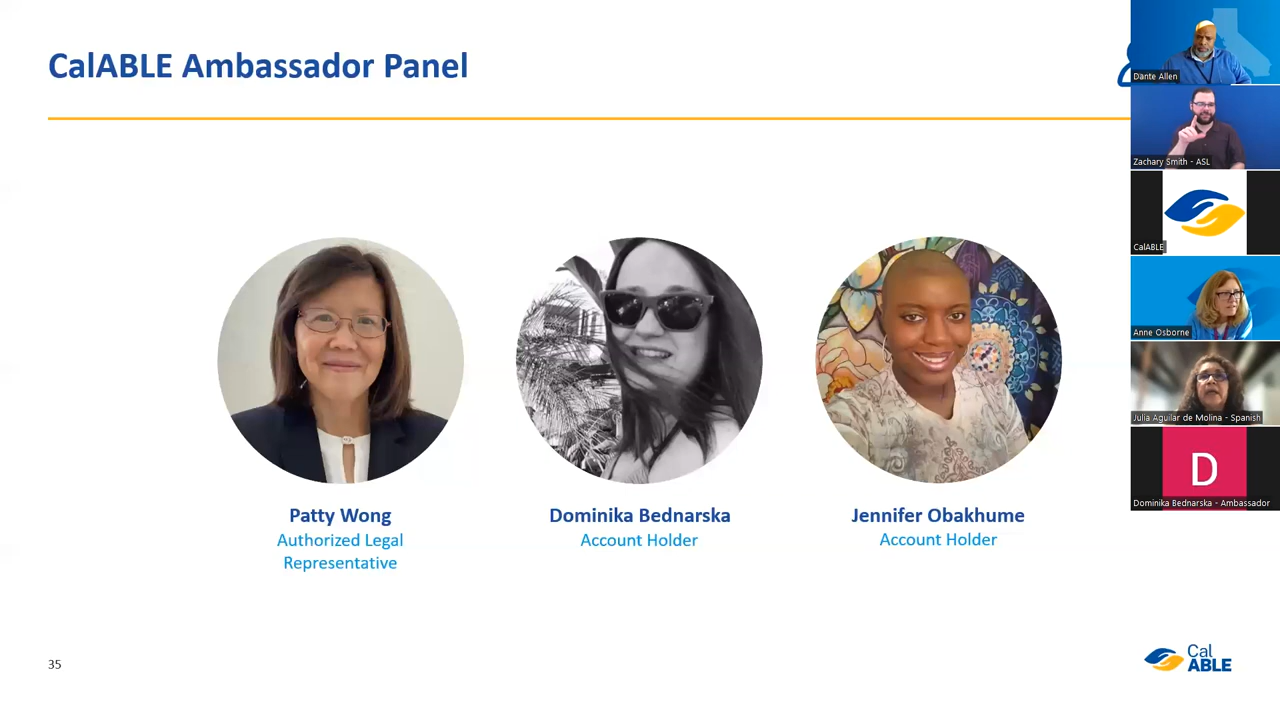 CalABLE Ambassador Panel
Patty Wong
Authorized Legal
Representative
Dominika Bednarska
Account Holder
Jennifer Obakhume
Account Holder
35
Cal
ABLE
Dante Allen
Zachary Smith - ASL
CalABLE
Anne Osborne
Julia Aguilar de Molina - Spanish
D
Dominika Bednarska - Ambassador